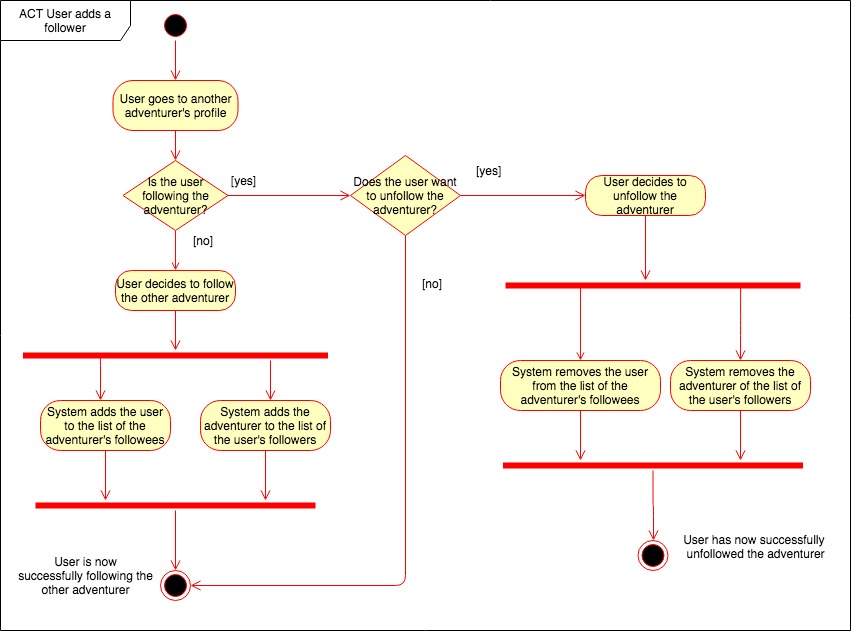 ACT User adds a
follower
User goes to another
adventurer's profile
Is the user
following the
adventurer?
[yes]
Does the user want
to unfollow the
adventurer?
[yes]
User decides to
unfollow the
adventurer
[no]
[no]
User decides to follow
the other adventurer
System adds the user
to the list of the
adventurer's followees
System adds the
adventurer to the list of
the user's followers
System removes the user
from the list of the
adventurer's followees
System removes the
adventurer of the list of
the user's followers
User is now
successfully following the
other adventurer
User has now successfully
unfollowed the adventurer